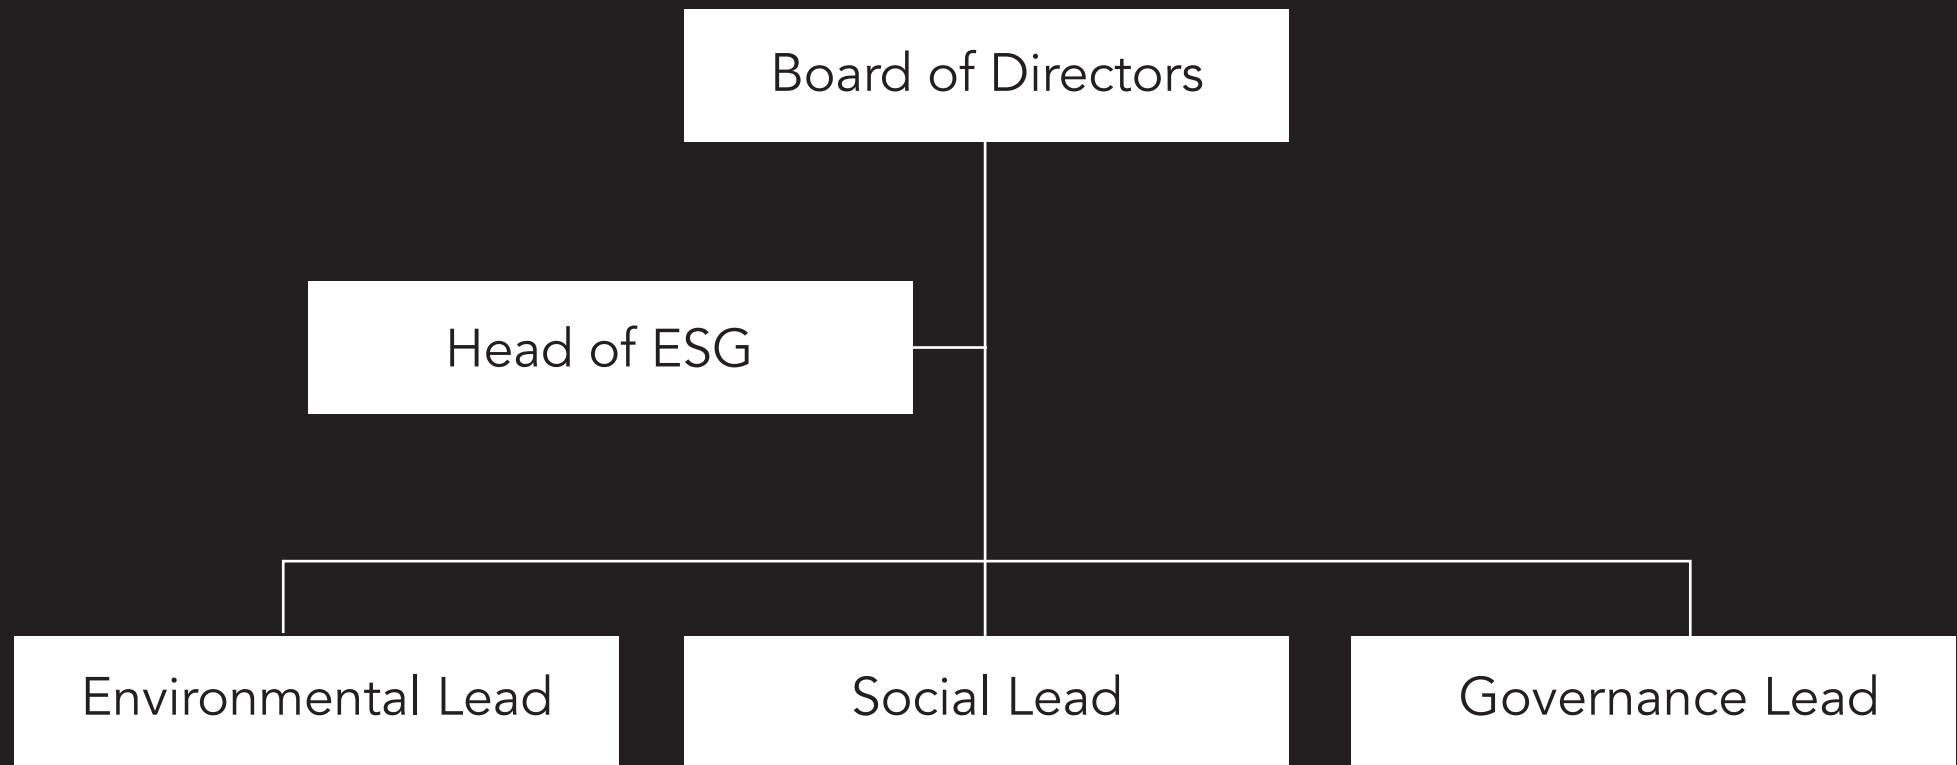 Board of Directors
Head of ESG
Environmental Lead
Social Lead
Governance Lead